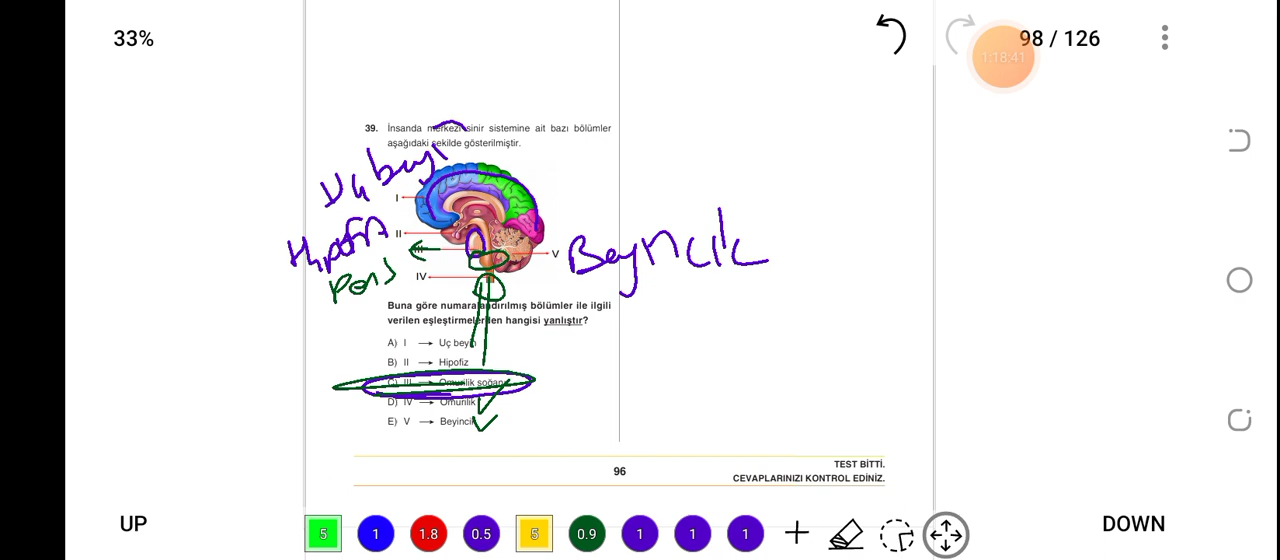 33%
98 / 126
1:18:41
39. İnsanda merkezi sinir sistemine ait bazı bölümler
aşağıdaki şekilde gösterilmiştir.
Uç beyin
I
Hipofiz
II
III
V
Beyincik
Pons
IV
Buna göre numaralandırılmış bölümler ile ilgili
verilen eşleştirmelerden hangisi yanlıştır?
A) I → Uç beyin
B) II → Hipofiz
C) III → Omurilik soğanı
D) IV → Omurilik
E) V → Beyincik
96
TEST BİTTİ.
CEVAPLARINIZI KONTROL EDİNİZ.
UP
5 1 1.8 0.5 5 0.9 1 1 1
DOWN